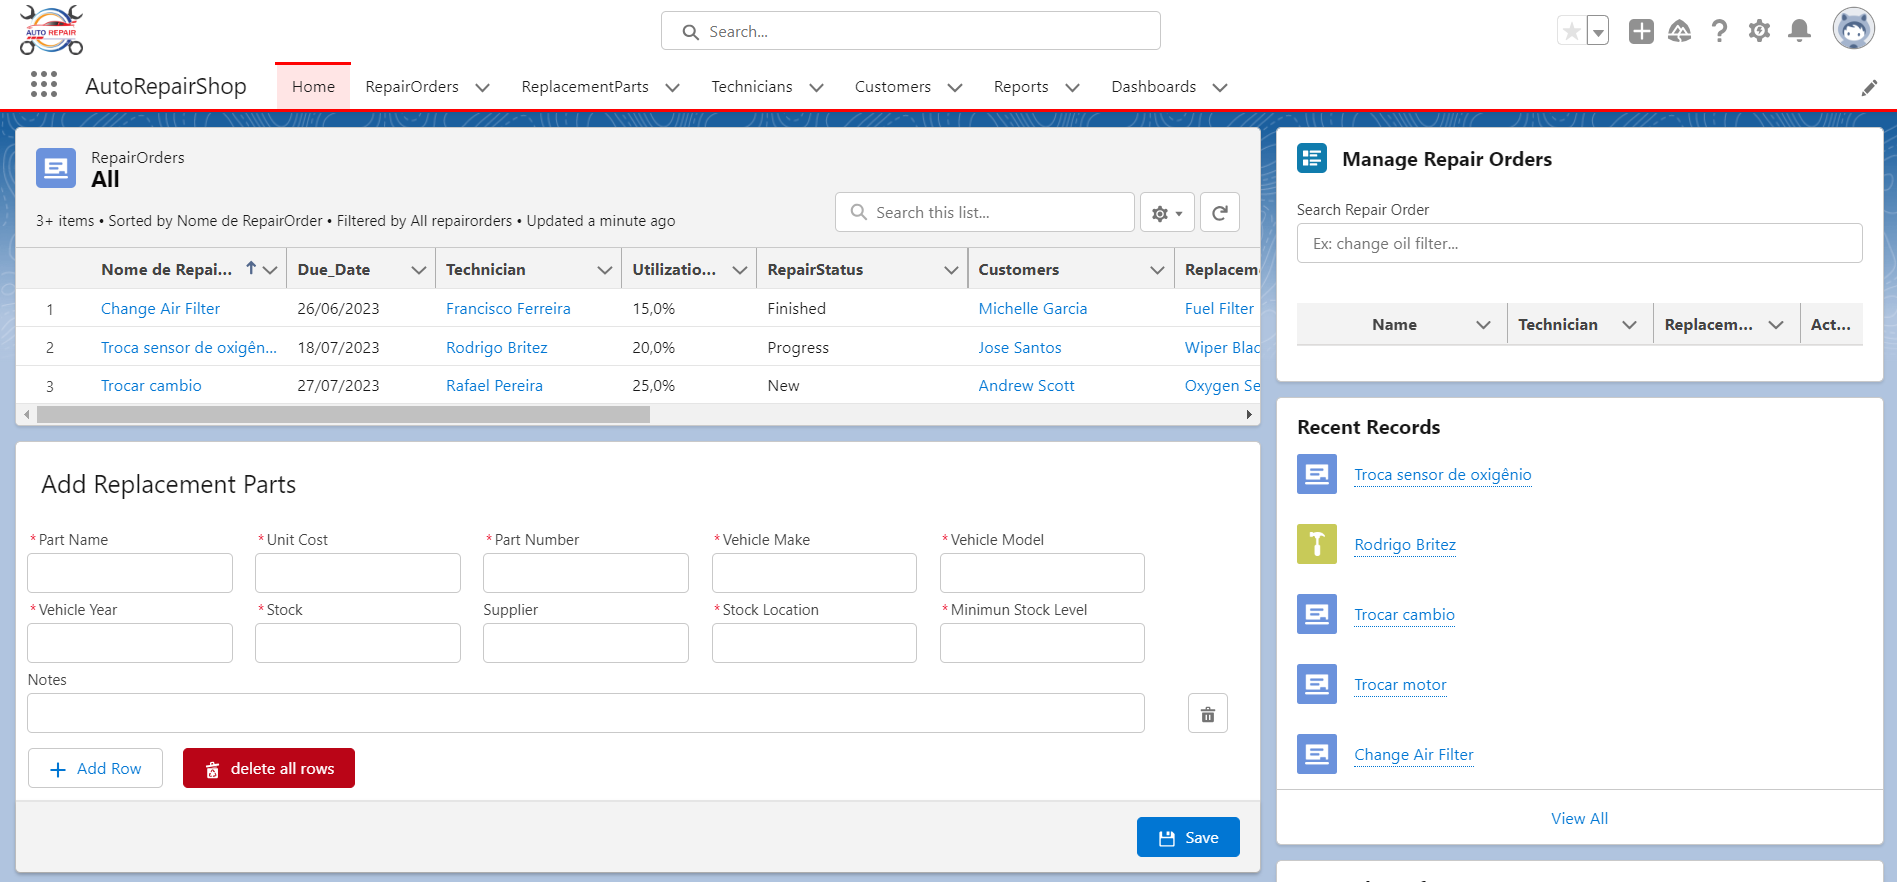 AUTO REPAIR
Search...
AutoRepairShop
Home
RepairOrders
ReplacementParts
Technicians
Customers
Reports
Dashboards
RepairOrders
All
3+ items • Sorted by Nome de RepairOrder • Filtered by All repairorders • Updated a minute ago
Search this list...
Nome de Repai... Due_Date Technician Utilizatio... RepairStatus Customers Replacem
1 Change Air Filter 26/06/2023 Francisco Ferreira 15,0% Finished Michelle Garcia Fuel Filter
2 Troca sensor de oxigên... 18/07/2023 Rodrigo Britez 20,0% Progress Jose Santos Wiper Blac
3 Trocar cambio 27/07/2023 Rafael Pereira 25,0% New Andrew Scott Oxygen Se
Add Replacement Parts
*Part Name *Unit Cost *Part Number *Vehicle Make *Vehicle Model
*Vehicle Year *Stock Supplier *Stock Location *Minimun Stock Level
Notes
Add Row
delete all rows
Save
Manage Repair Orders
Search Repair Order
Ex: change oil filter...
Name Technician Replacem... Act...
Recent Records
Troca sensor de oxigênio
Rodrigo Britez
Trocar cambio
Trocar motor
Change Air Filter
View All